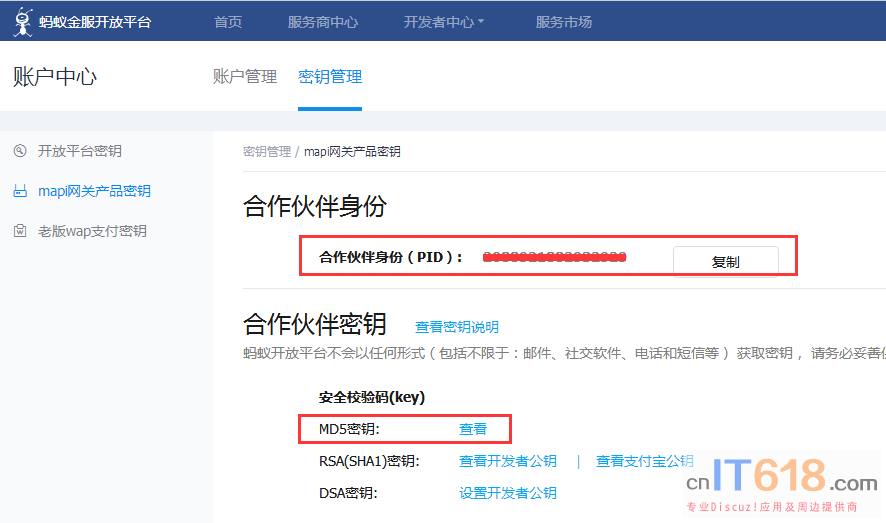 蚂蚁金服开放平台 首页 服务商中心 开发者中心 服务市场
账户中心 账户管理 密钥管理
开放平台密钥
mapi网关产品密钥
老版wap支付密钥
密钥管理 / mapi网关产品密钥
合作伙伴身份
合作伙伴身份（PID）： 复制
合作伙伴密钥 查看密钥说明
蚂蚁开放平台不会以任何形式（包括不限于：邮件、社交软件、电话和短信等）获取密钥，请务必妥善
安全校验码(key)
MD5密钥: 查看
RSA(SHA1)密钥: 查看开发者公钥 | 查看支付宝公钥
DSA密钥: 设置开发者公钥
cnIT618.com
专业Discuz!应用及周边提供商